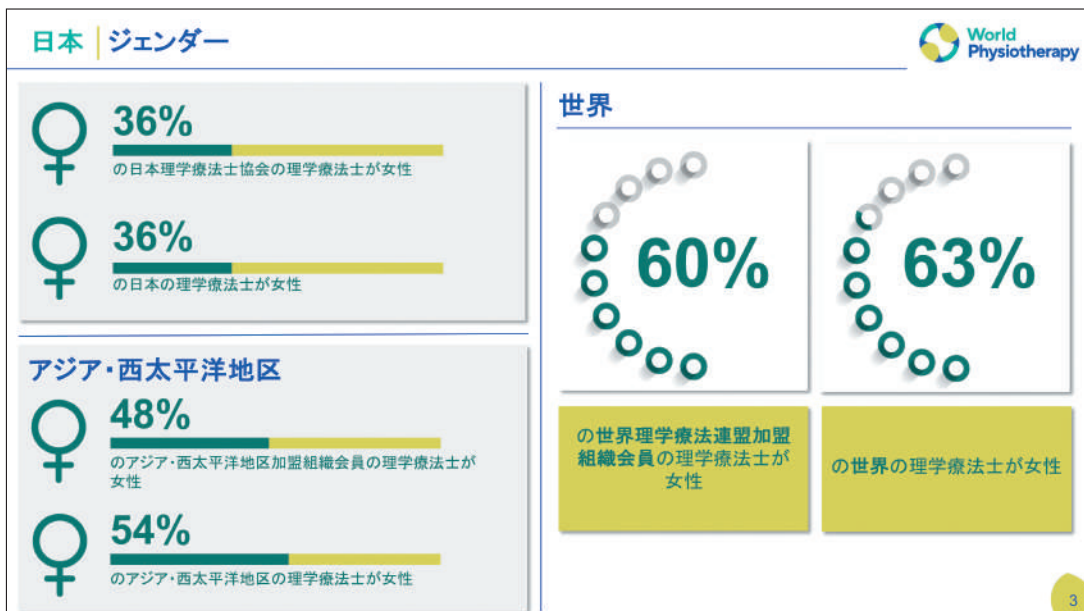 日本 ジェンダー
World
Physiotherapy
36%
の日本理学療法士協会の理学療法士が女性
36%
の日本の理学療法士が女性
アジア・西太平洋地区
48%
のアジア・西太平洋地区加盟組織会員の理学療法士が
女性
54%
のアジア・西太平洋地区の理学療法士が女性
世界
60%
の世界理学療法連盟加盟
組織会員の理学療法士が
女性
63%
の世界の理学療法士が女性
3